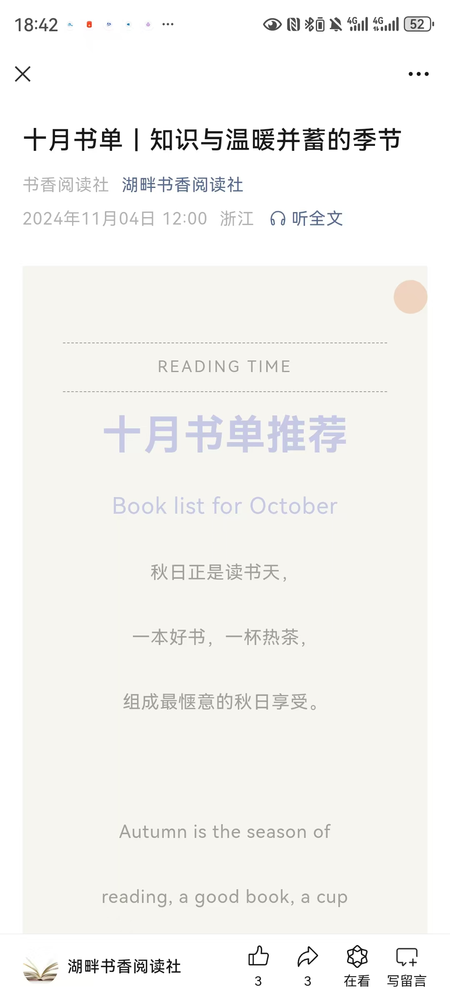 18:42
4G 4G 52
十月书单丨知识与温暖并蓄的季节
书香阅读社 湖畔书香阅读社
2024年11月04日 12:00 浙江 听全文
READING TIME
十月书单推荐
Book list for October
秋日正是读书天，
一本好书，一杯热茶，
组成最惬意的秋日享受。
Autumn is the season of
reading, a good book, a cup
湖畔书香阅读社
3 3 在看 写留言